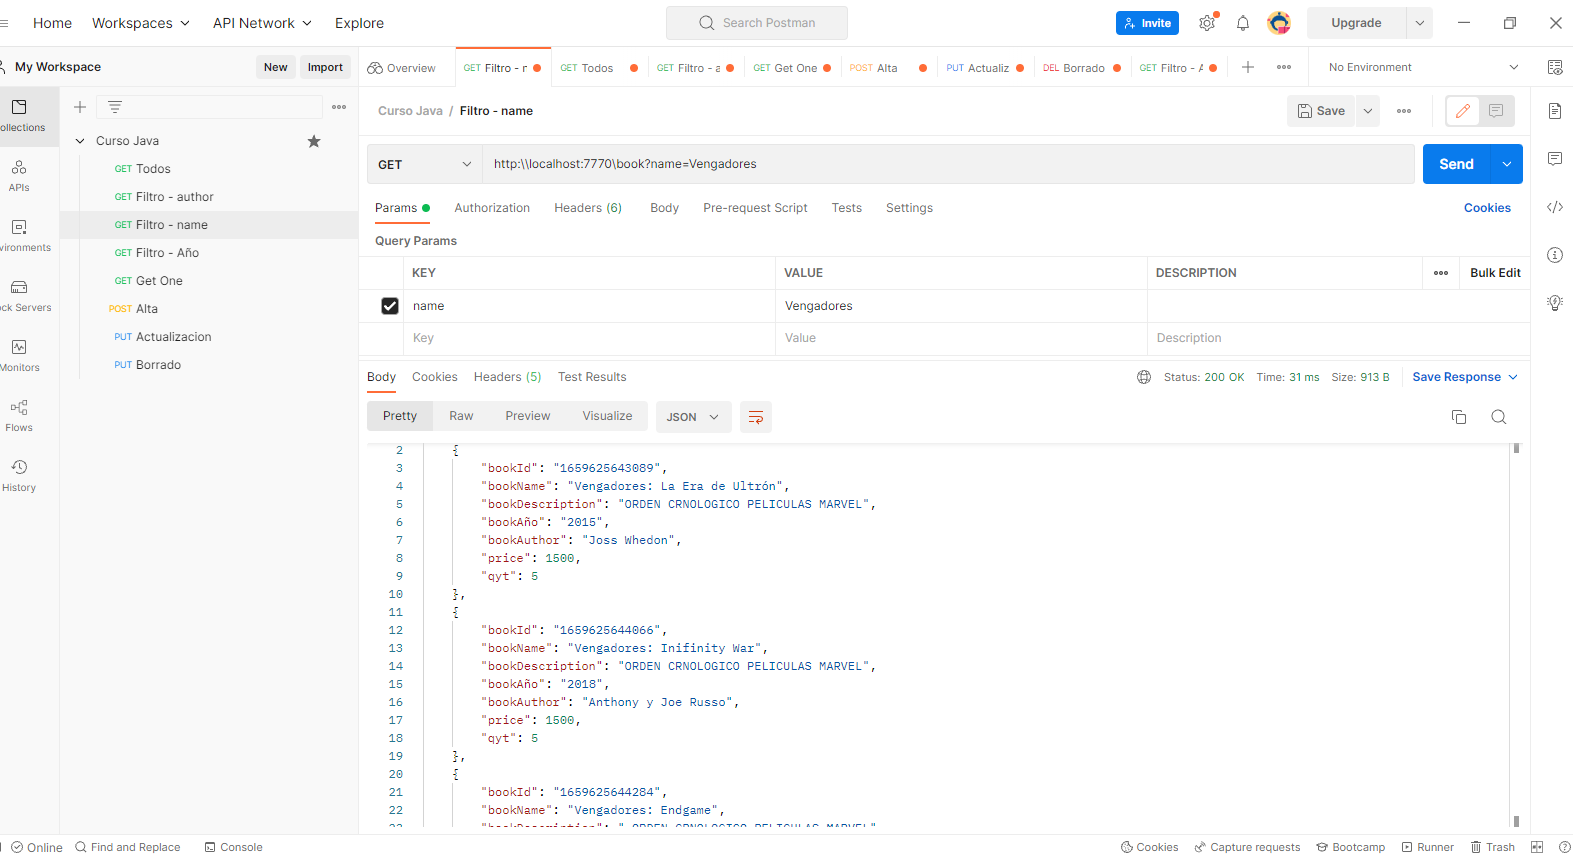 Home Workspaces API Network Explore Search Postman Invite Upgrade
My Workspace New Import Overview GET Filtro - r GET Todos GET Filtro - a GET Get One POST Alta PUT Actualiz DEL Borrado GET Filtro - A No Environment
Curso Java / Filtro - name Save
ollections
Curso Java
GET Todos
GET Filtro - author
GET Filtro - name
GET Filtro - Año
GET Get One
POST Alta
PUT Actualizacion
PUT Borrado
APIs
vironments
ock Servers
Monitors
Flows
History
GET http:\\localhost:7770\book?name=Vengadores Send
Params Authorization Headers (6) Body Pre-request Script Tests Settings Cookies
Query Params
KEY VALUE DESCRIPTION Bulk Edit
name Vengadores
Key Value Description
Body Cookies Headers (5) Test Results Status: 200 OK Time: 31 ms Size: 913 B Save Response
Pretty Raw Preview Visualize JSON
2 {
3 "bookId": "1659625643089",
4 "bookName": "Vengadores: La Era de Ultrón",
5 "bookDescription": "ORDEN CRNOLOGICO PELICULAS MARVEL",
6 "bookAño": "2015",
7 "bookAuthor": "Joss Whedon",
8 "price": 1500,
9 "qyt": 5
10 },
11 {
12 "bookId": "1659625644066",
13 "bookName": "Vengadores: Inifinity War",
14 "bookDescription": "ORDEN CRNOLOGICO PELICULAS MARVEL",
15 "bookAño": "2018",
16 "bookAuthor": "Anthony y Joe Russo",
17 "price": 1500,
18 "qyt": 5
19 },
20 {
21 "bookId": "1659625644284",
22 "bookName": "Vengadores: Endgame",
23 "bookDescription": " ORDEN CRNOLOGICO PELICULAS MARVEL"
Online Find and Replace Console Cookies Capture requests Bootcamp Runner Trash